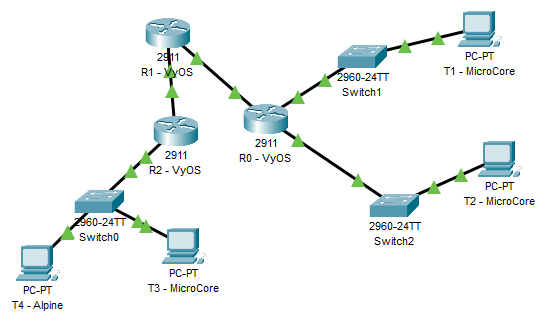 2911
R1 - VyOS
2960-24TT
Switch1
PC-PT
T1 - MicroCore
2911
R2 - VyOS
2911
R0 - VyOS
PC-PT
T2 - MicroCore
2960-24TT
Switch0
2960-24TT
Switch2
PC-PT
T3 - MicroCore
PC-PT
T4 - Alpine